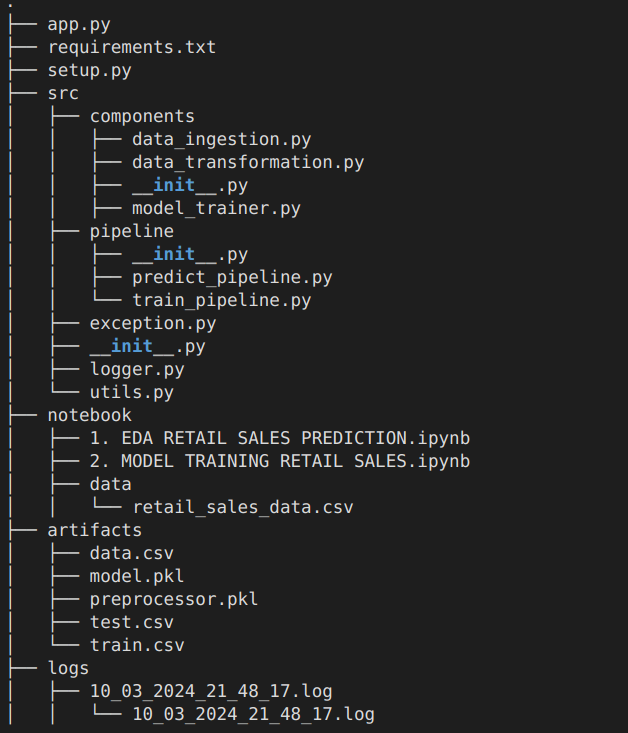 .
├── app.py
├── requirements.txt
├── setup.py
├── src
│   ├── components
│   │   ├── data_ingestion.py
│   │   ├── data_transformation.py
│   │   ├── __init__.py
│   │   ├── model_trainer.py
│   ├── pipeline
│   │   ├── __init__.py
│   │   ├── predict_pipeline.py
│   │   └── train_pipeline.py
│   ├── exception.py
│   ├── __init__.py
│   ├── logger.py
│   └── utils.py
├── notebook
│   ├── 1. EDA RETAIL SALES PREDICTION.ipynb
│   ├── 2. MODEL TRAINING RETAIL SALES.ipynb
│   ├── data
│   │   └── retail_sales_data.csv
├── artifacts
│   ├── data.csv
│   ├── model.pkl
│   ├── preprocessor.pkl
│   ├── test.csv
│   └── train.csv
├── logs
│   ├── 10_03_2024_21_48_17.log
│   │   └── 10_03_2024_21_48_17.log